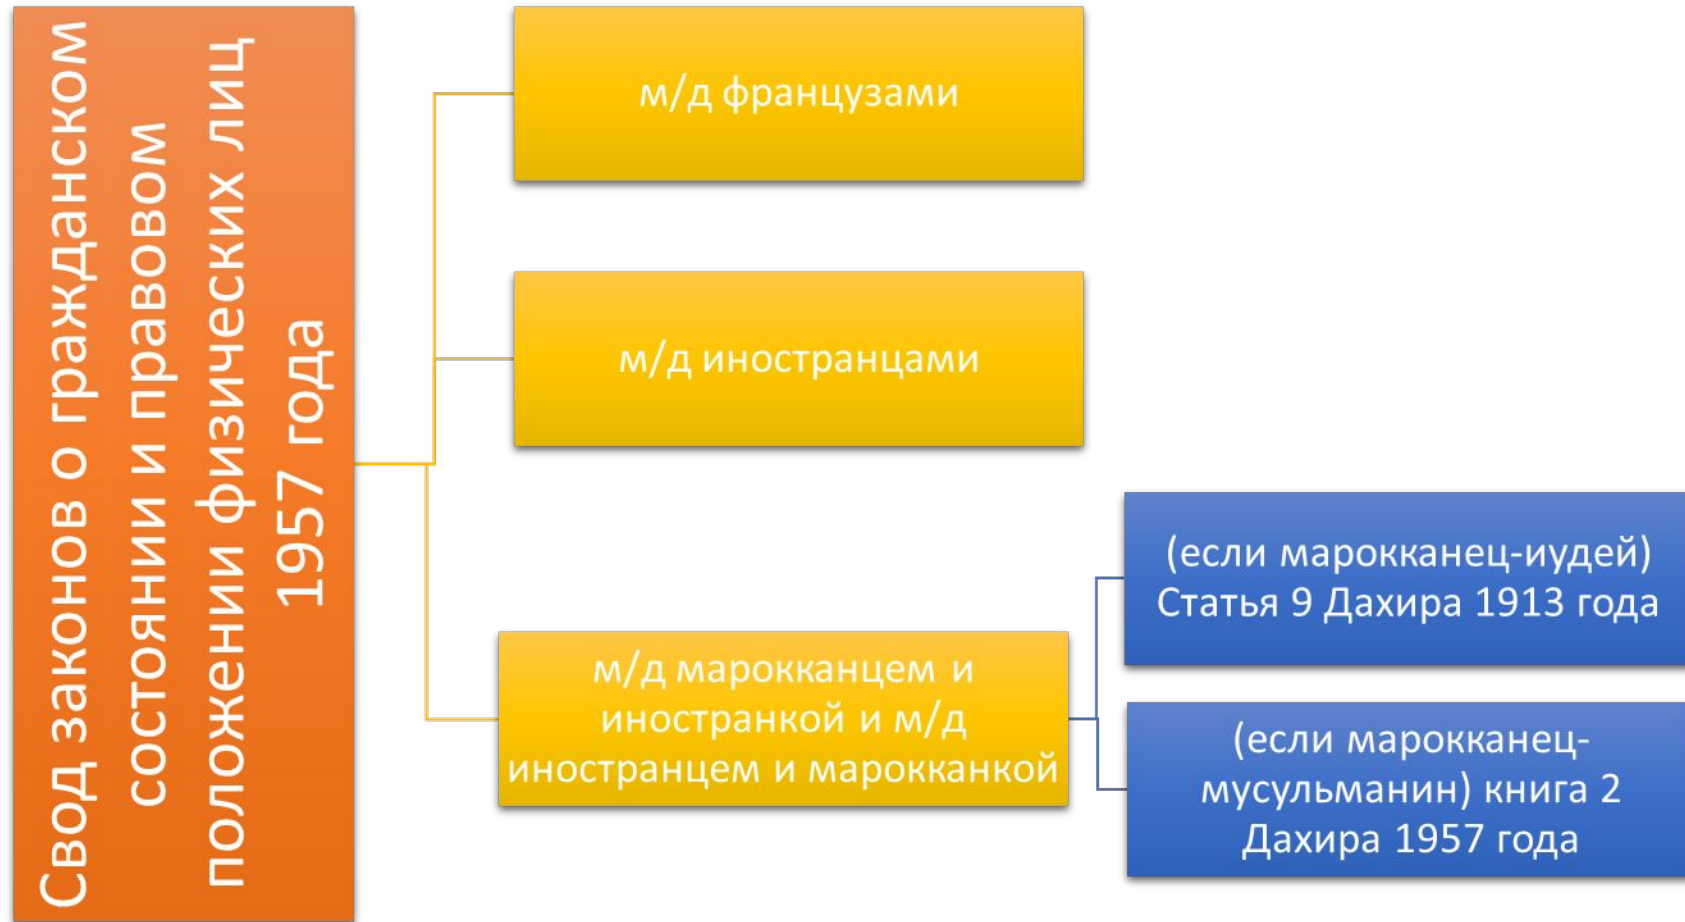 Свод законов о гражданском
состоянии и правовом
положении физических лиц
1957 года
м/д французами
м/д иностранцами
м/д марокканцем и
иностранкой и м/д
иностранцем и марокканкой
(если марокканец-иудей)
Статья 9 Дахира 1913 года
(если марокканец-
мусульманин) книга 2
Дахира 1957 года